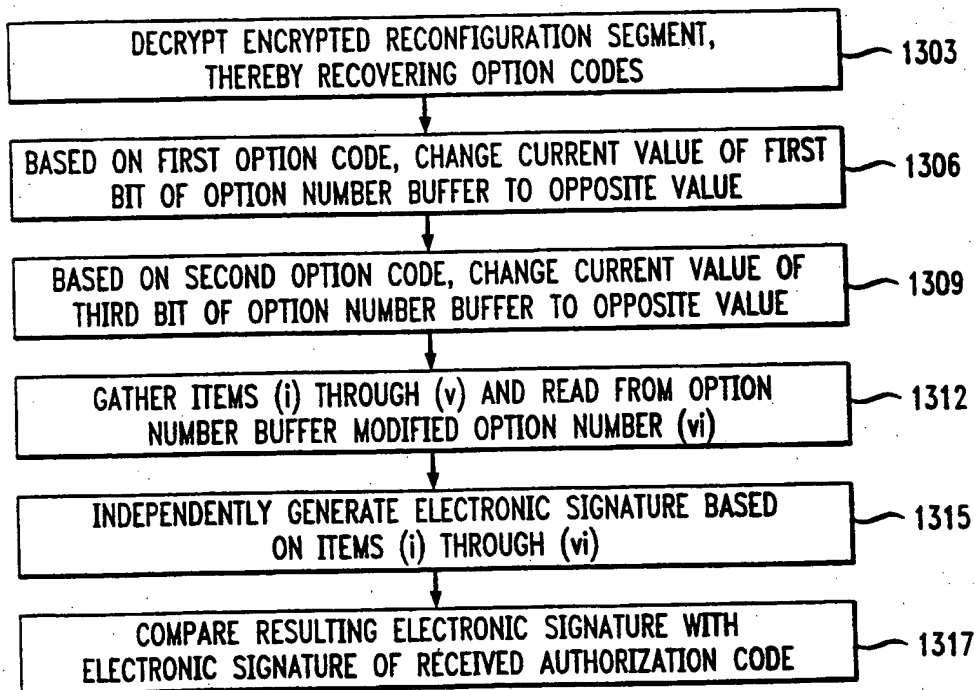 DECRYPT ENCRYPTED RECONFIGURATION SEGMENT,
THEREBY RECOVERING OPTION CODES
1303
BASED ON FIRST OPTION CODE, CHANGE CURRENT VALUE OF FIRST
BIT OF OPTION NUMBER BUFFER TO OPPOSITE VALUE
1306
BASED ON SECOND OPTION CODE, CHANGE CURRENT VALUE OF
THIRD BIT OF OPTION NUMBER BUFFER TO OPPOSITE VALUE
1309
GATHER ITEMS (i) THROUGH (v) AND READ FROM OPTION
NUMBER BUFFER MODIFIED OPTION NUMBER (vi)
1312
INDEPENDENTLY GENERATE ELECTRONIC SIGNATURE BASED
ON ITEMS (i) THROUGH (vi)
1315
COMPARE RESULTING ELECTRONIC SIGNATURE WITH
ELECTRONIC SIGNATURE OF RECEIVED AUTHORIZATION CODE
1317